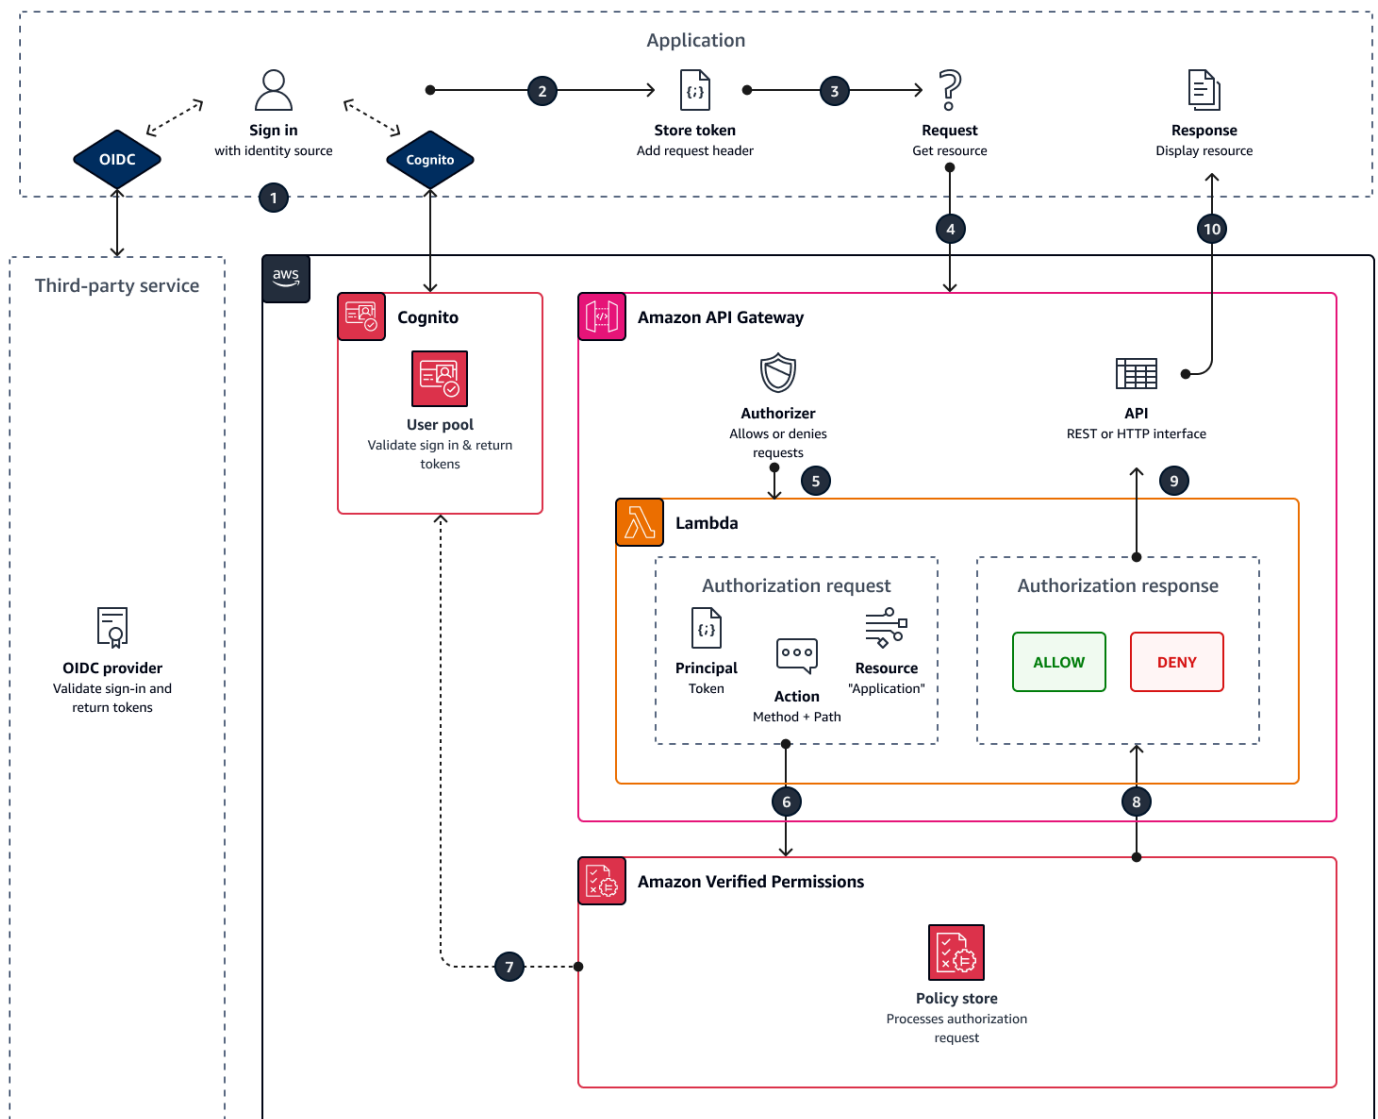 Application
2
3
{;}
Sign in
with identity source
Store token
Add request header
Request
Get resource
Response
Display resource
OIDC
Cognito
1
4
10
Third-party service
aws
Cognito
Amazon API Gateway
</>
User pool
Validate sign in & return
tokens
Authorizer
Allows or denies
requests
API
REST or HTTP interface
5
9
Lambda
Authorization request
Authorization response
{;}
Principal
Token
Action
Method + Path
Resource
"Application"
ALLOW
DENY
OIDC provider
Validate sign-in and
return tokens
6
8
Amazon Verified Permissions
7
Policy store
Processes authorization
request